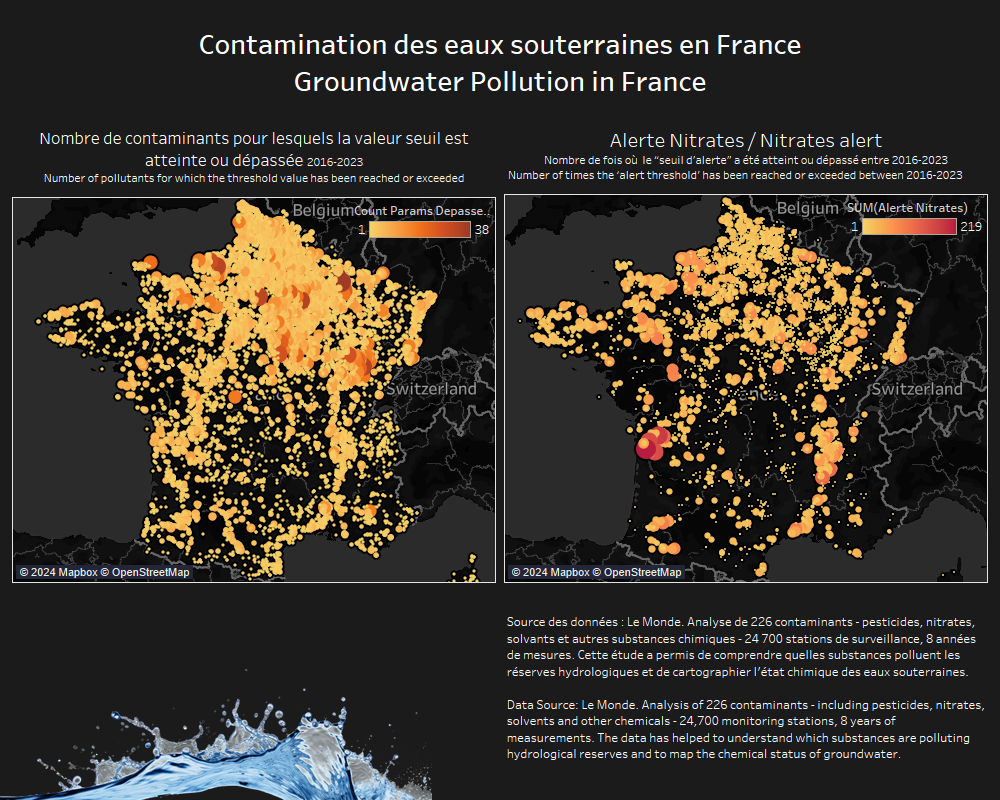 Contamination des eaux souterraines en France
Groundwater Pollution in France
Nombre de contaminants pour lesquels la valeur seuil est
atteinte ou dépassée 2016-2023
Number of pollutants for which the threshold value has been reached or exceeded
Alerte Nitrates / Nitrates alert
Nombre de fois où le “seuil d’alerte” a été atteint ou dépassé entre 2016-2023
Number of times the ‘alert threshold’ has been reached or exceeded between 2016-2023
Belgium
Count Params Depasse..
1
38
Switzerland
© 2024 Mapbox © OpenStreetMap
Belgium
SUM(Alerte Nitrates)
1
219
Switzerland
© 2024 Mapbox © OpenStreetMap
Source des données : Le Monde. Analyse de 226 contaminants - pesticides, nitrates,
solvants et autres substances chimiques - 24 700 stations de surveillance, 8 années
de mesures. Cette étude a permis de comprendre quelles substances polluent les
réserves hydrologiques et de cartographier l’état chimique des eaux souterraines.
Data Source: Le Monde. Analysis of 226 contaminants - including pesticides, nitrates,
solvents and other chemicals - 24,700 monitoring stations, 8 years of
measurements. The data has helped to understand which substances are polluting
hydrological reserves and to map the chemical status of groundwater.